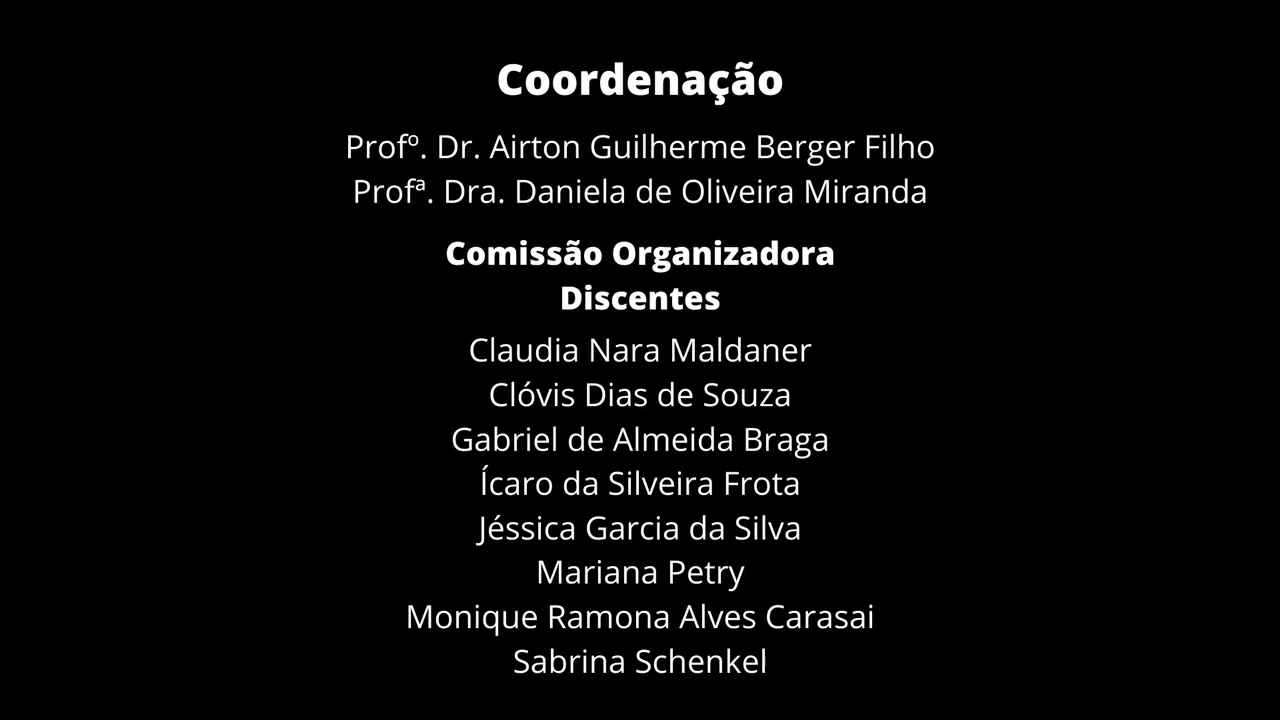 Coordenação
Profº. Dr. Airton Guilherme Berger Filho
Profª. Dra. Daniela de Oliveira Miranda
Comissão Organizadora
Discentes
Claudia Nara Maldaner
Clóvis Dias de Souza
Gabriel de Almeida Braga
Ícaro da Silveira Frota
Jéssica Garcia da Silva
Mariana Petry
Monique Ramona Alves Carasai
Sabrina Schenkel